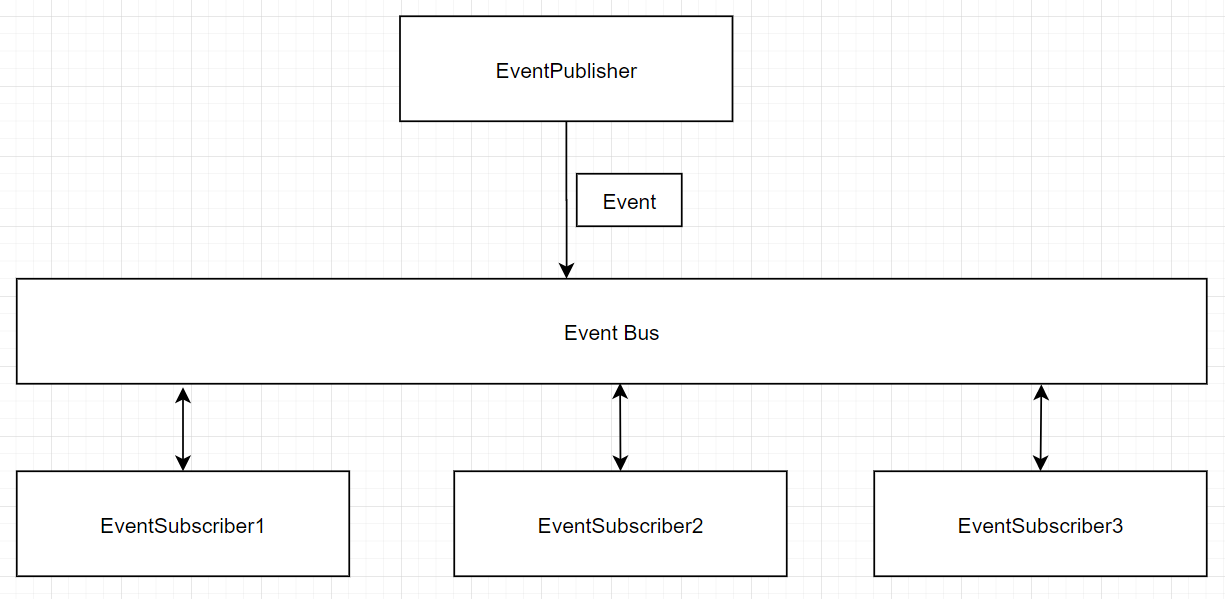 EventPublisher
Event
Event Bus
EventSubscriber1
EventSubscriber2
EventSubscriber3